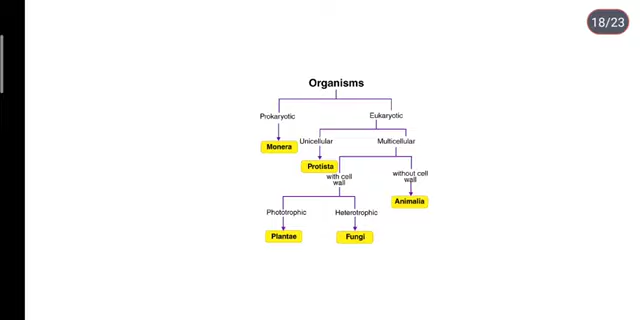 18/23
Organisms
Prokaryotic
Eukaryotic
Unicellular
Multicellular
Monera
Protista
with cell
wall
without cell
wall
Animalia
Phototrophic
Heterotrophic
Plantae
Fungi